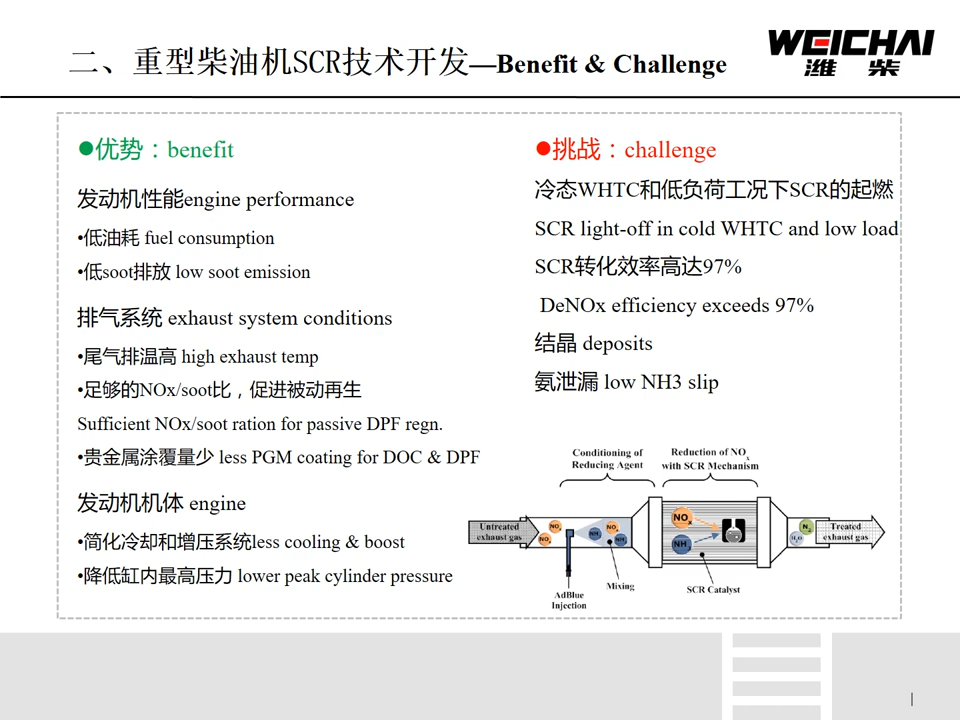 二、重型柴油机SCR技术开发—Benefit & Challenge
WEICHAI
潍 柴
●优势：benefit
发动机性能engine performance
•低油耗 fuel consumption
•低soot排放 low soot emission
排气系统 exhaust system conditions
•尾气排温高 high exhaust temp
•足够的NOx/soot比，促进被动再生
Sufficient NOx/soot ration for passive DPF regn.
•贵金属涂覆量少 less PGM coating for DOC & DPF
发动机机体 engine
•简化冷却和增压系统less cooling & boost
•降低缸内最高压力 lower peak cylinder pressure
●挑战：challenge
冷态WHTC和低负荷工况下SCR的起燃
SCR light-off in cold WHTC and low load
SCR转化效率高达97%
DeNOx efficiency exceeds 97%
结晶 deposits
氨泄漏 low NH3 slip
Conditioning of
Reducing Agent
Reduction of NOx
with SCR Mechanism
Untreated
exhaust gas
NOx
NOx
NH3
NOx
NH3
NOx
NH3
N2
H2O
Treated
exhaust gas
Mixing
AdBlue
Injection
SCR Catalyst